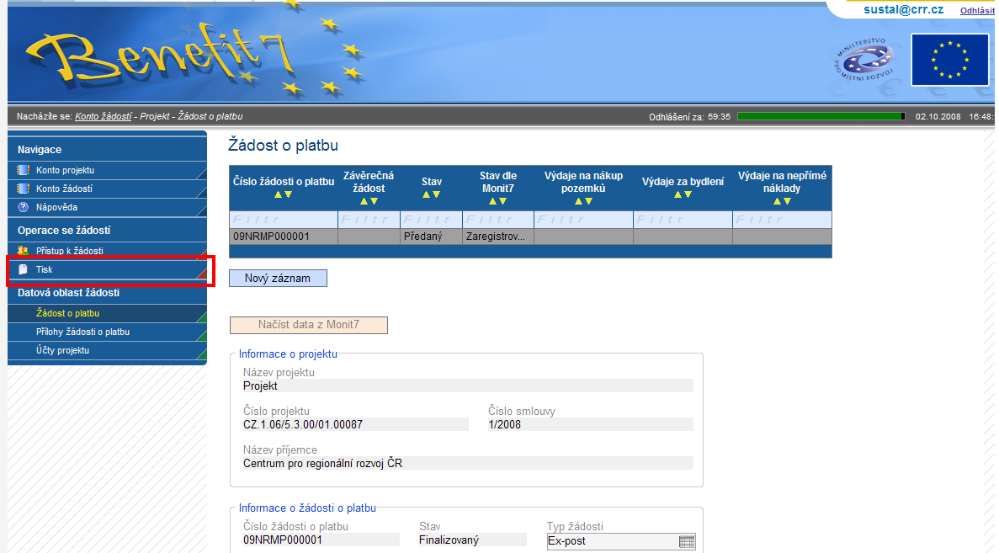 sustal@crr.cz Odhlásit
Benefit7
MINISTERSTVO
PRO MÍSTNÍ ROZVOJ
Nacházíte se: Konto žádostí - Projekt - Žádost o platbu
Odhlášení za: 59:35
02.10.2008 16:48:
Navigace
Konto projektu
Konto žádostí
Nápověda
Operace se žádostí
Přístup k žádosti
Tisk
Datová oblast žádosti
Žádost o platbu
Přílohy žádosti o platbu
Účty projektu
Žádost o platbu
Číslo žádosti o platbu Závěrečná žádost Stav Stav dle Monit7 Výdaje na nákup pozemků Výdaje za bydlení Výdaje na nepřímé náklady
Filtr Filtr Filtr Filtr Filtr Filtr Filtr
09NRMP000001 Předaný Zaregistrov...
Nový záznam
Načíst data z Monit7
Informace o projektu
Název projektu
Projekt
Číslo projektu Číslo smlouvy
CZ.1.06/5.3.00/01.00087 1/2008
Název příjemce
Centrum pro regionální rozvoj ČR
Informace o žádosti o platbu
Číslo žádosti o platbu Stav Typ žádosti
09NRMP000001 Finalizovaný Ex-post